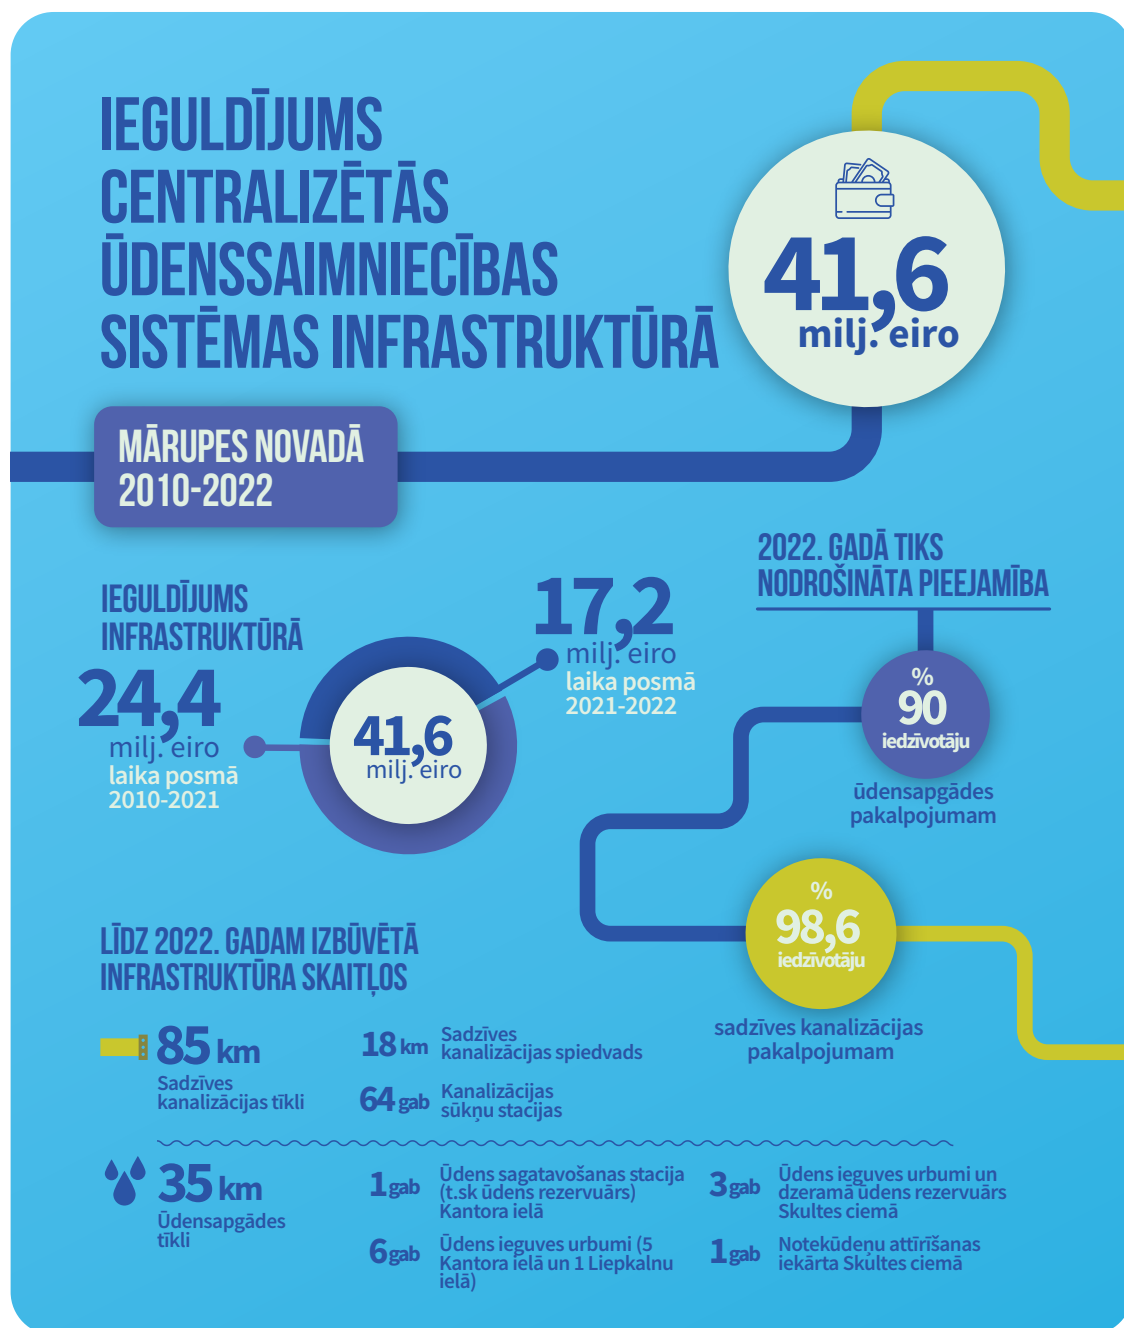 IEGULDĪJUMS
CENTRALIZĒTĀS
ŪDENSSAIMNIECĪBAS
SISTĒMAS INFRASTRUKTŪRĀ
41,6
milj. eiro
MĀRUPES NOVADĀ
2010-2022
IEGULDĪJUMS
INFRASTRUKTŪRĀ
24,4
milj. eiro
laika posmā
2010-2021
41,6
milj. eiro
17,2
milj. eiro
laika posmā
2021-2022
2022. GADĀ TIKS
NODROŠINĀTA PIEEJAMĪBA
%
90
iedzīvotāju
ūdensapgādes
pakalpojumam
%
98,6
iedzīvotāju
sadzīves kanalizācijas
pakalpojumam
LĪDZ 2022. GADAM IZBŪVĒTĀ
INFRASTRUKTŪRA SKAITĻOS
85 km
Sadzīves
kanalizācijas tīkli
18 km
Sadzīves
kanalizācijas spiedvads
64 gab
Kanalizācijas
sūkņu stacijas
35 km
Ūdensapgādes
tīkli
1 gab
Ūdens sagatavošanas stacija
(t.sk ūdens rezervuārs)
Kantora ielā
6 gab
Ūdens ieguves urbumi (5
Kantora ielā un 1 Liepkalnu
ielā)
3 gab
Ūdens ieguves urbumi un
dzeramā ūdens rezervuārs
Skultes ciemā
1 gab
Notekūdeņu attīrīšanas
iekārta Skultes ciemā